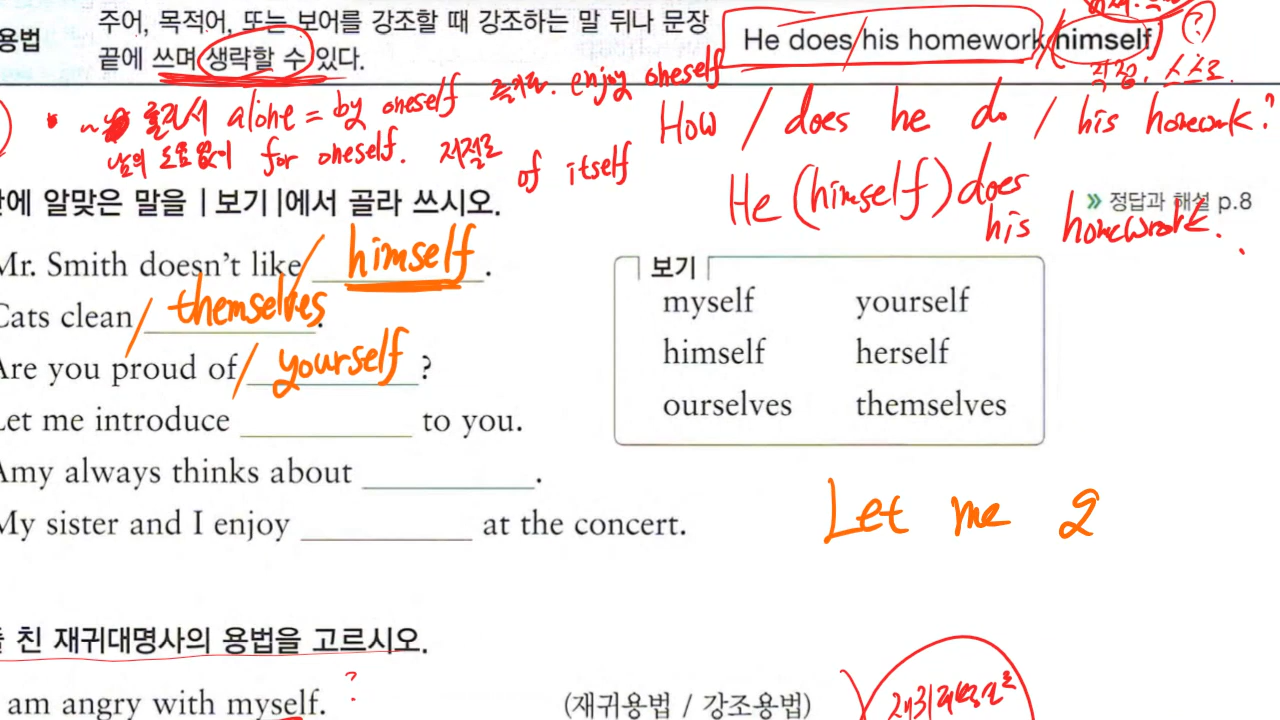 주어, 목적어, 또는 보어를 강조할 때 강조하는 말 뒤나 문장
용법
끝에 쓰며 생략할 수 있다.
He does his homework himself
직접. 스스로.
혼자서 alone = by oneself 즐기다. enjoy oneself
남의 도움없이 for oneself. 저절로 of itself
How does he do his homework?
He (himself) does
his homework.
» 정답과 해설 p.8
에 알맞은 말을 | 보기 |에서 골라 쓰시오.
Mr. Smith doesn't like himself.
Cats clean themselves.
Are you proud of yourself?
Let me introduce ________ to you.
Amy always thinks about ________.
My sister and I enjoy ________ at the concert.
보기
myself yourself
himself herself
ourselves themselves
Let me 2
친 재귀대명사의 용법을 고르시오.
am angry with myself. ?
(재귀용법 / 강조용법)